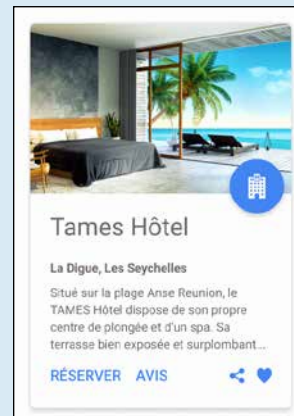 Tames Hôtel
La Digue, Les Seychelles
Situé sur la plage Anse Reunion, le
TAMES Hôtel dispose de son propre
centre de plongée et d'un spa. Sa
terrasse bien exposée et surplombant...
RÉSERVER AVIS